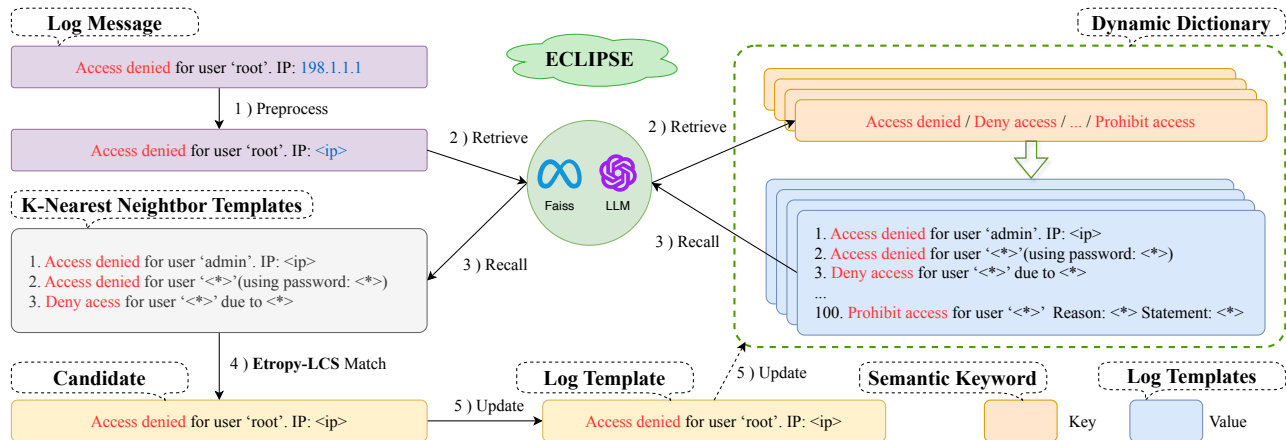 Log Message
Access denied for user ‘root’. IP: 198.1.1.1
1 ) Preprocess
Access denied for user ‘root’. IP: <ip>
2 ) Retrieve
K-Nearest Neighbor Templates
1. Access denied for user ‘admin’. IP: <ip>
2. Access denied for user ‘<*>’(using password: <*>)
3. Deny acess for user ‘<*>’ due to <*>
3 ) Recall
4 ) Etropy-LCS Match
Candidate
Access denied for user ‘root’. IP: <ip>
5 ) Update
ECLIPSE
Faiss
LLM
2 ) Retrieve
3 ) Recall
Dynamic Dictionary
Access denied / Deny access / ... / Prohibit access
1. Access denied for user ‘admin’. IP: <ip>
2. Access denied for user ‘<*>’(using password: <*>)
3. Deny access for user ‘<*>’ due to <*>
...
100. Prohibit access for user ‘<*>’ Reason: <*> Statement: <*>
Log Template
Access denied for user ‘root’. IP: <ip>
5 ) Update
Semantic Keyword
Key
Log Templates
Value